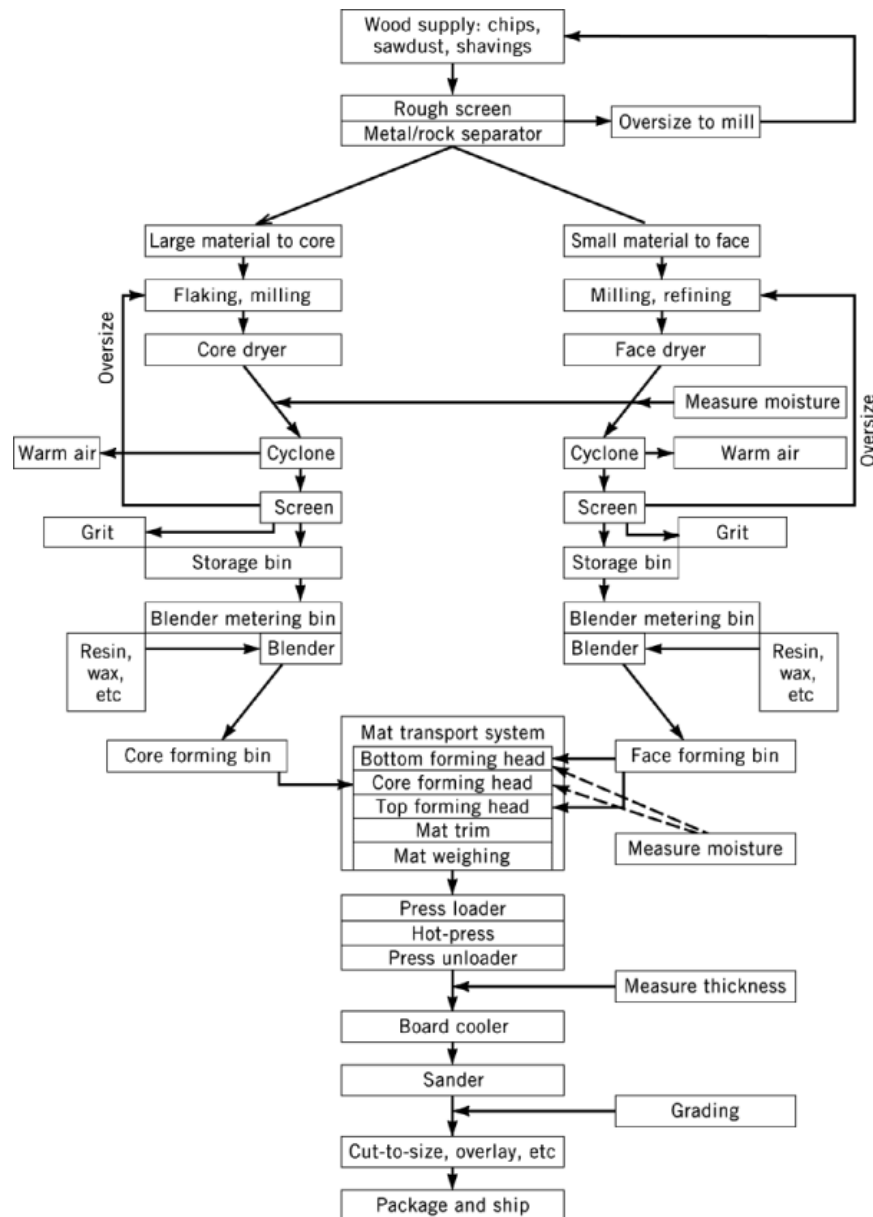 Wood supply: chips,
sawdust, shavings
Rough screen
Metal/rock separator
Oversize to mill
Large material to core
Small material to face
Flaking, milling
Milling, refining
Oversize
Core dryer
Face dryer
Measure moisture
Oversize
Warm air
Cyclone
Cyclone
Warm air
Screen
Screen
Grit
Grit
Storage bin
Storage bin
Blender metering bin
Blender metering bin
Resin,
wax,
etc
Blender
Blender
Resin,
wax,
etc
Mat transport system
Core forming bin
Bottom forming head
Face forming bin
Core forming head
Top forming head
Mat trim
Mat weighing
Measure moisture
Press loader
Hot-press
Press unloader
Measure thickness
Board cooler
Sander
Grading
Cut-to-size, overlay, etc
Package and ship